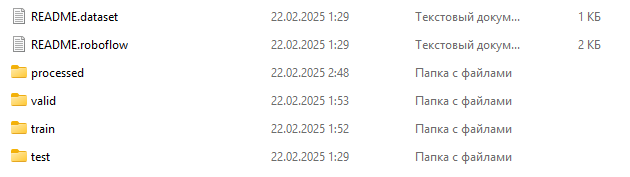 README.dataset 22.02.2025 1:29 Текстовый докум... 1 КБ
README.roboflow 22.02.2025 1:29 Текстовый докум... 2 КБ
processed 22.02.2025 2:48 Папка с файлами
valid 22.02.2025 1:53 Папка с файлами
train 22.02.2025 1:52 Папка с файлами
test 22.02.2025 1:29 Папка с файлами